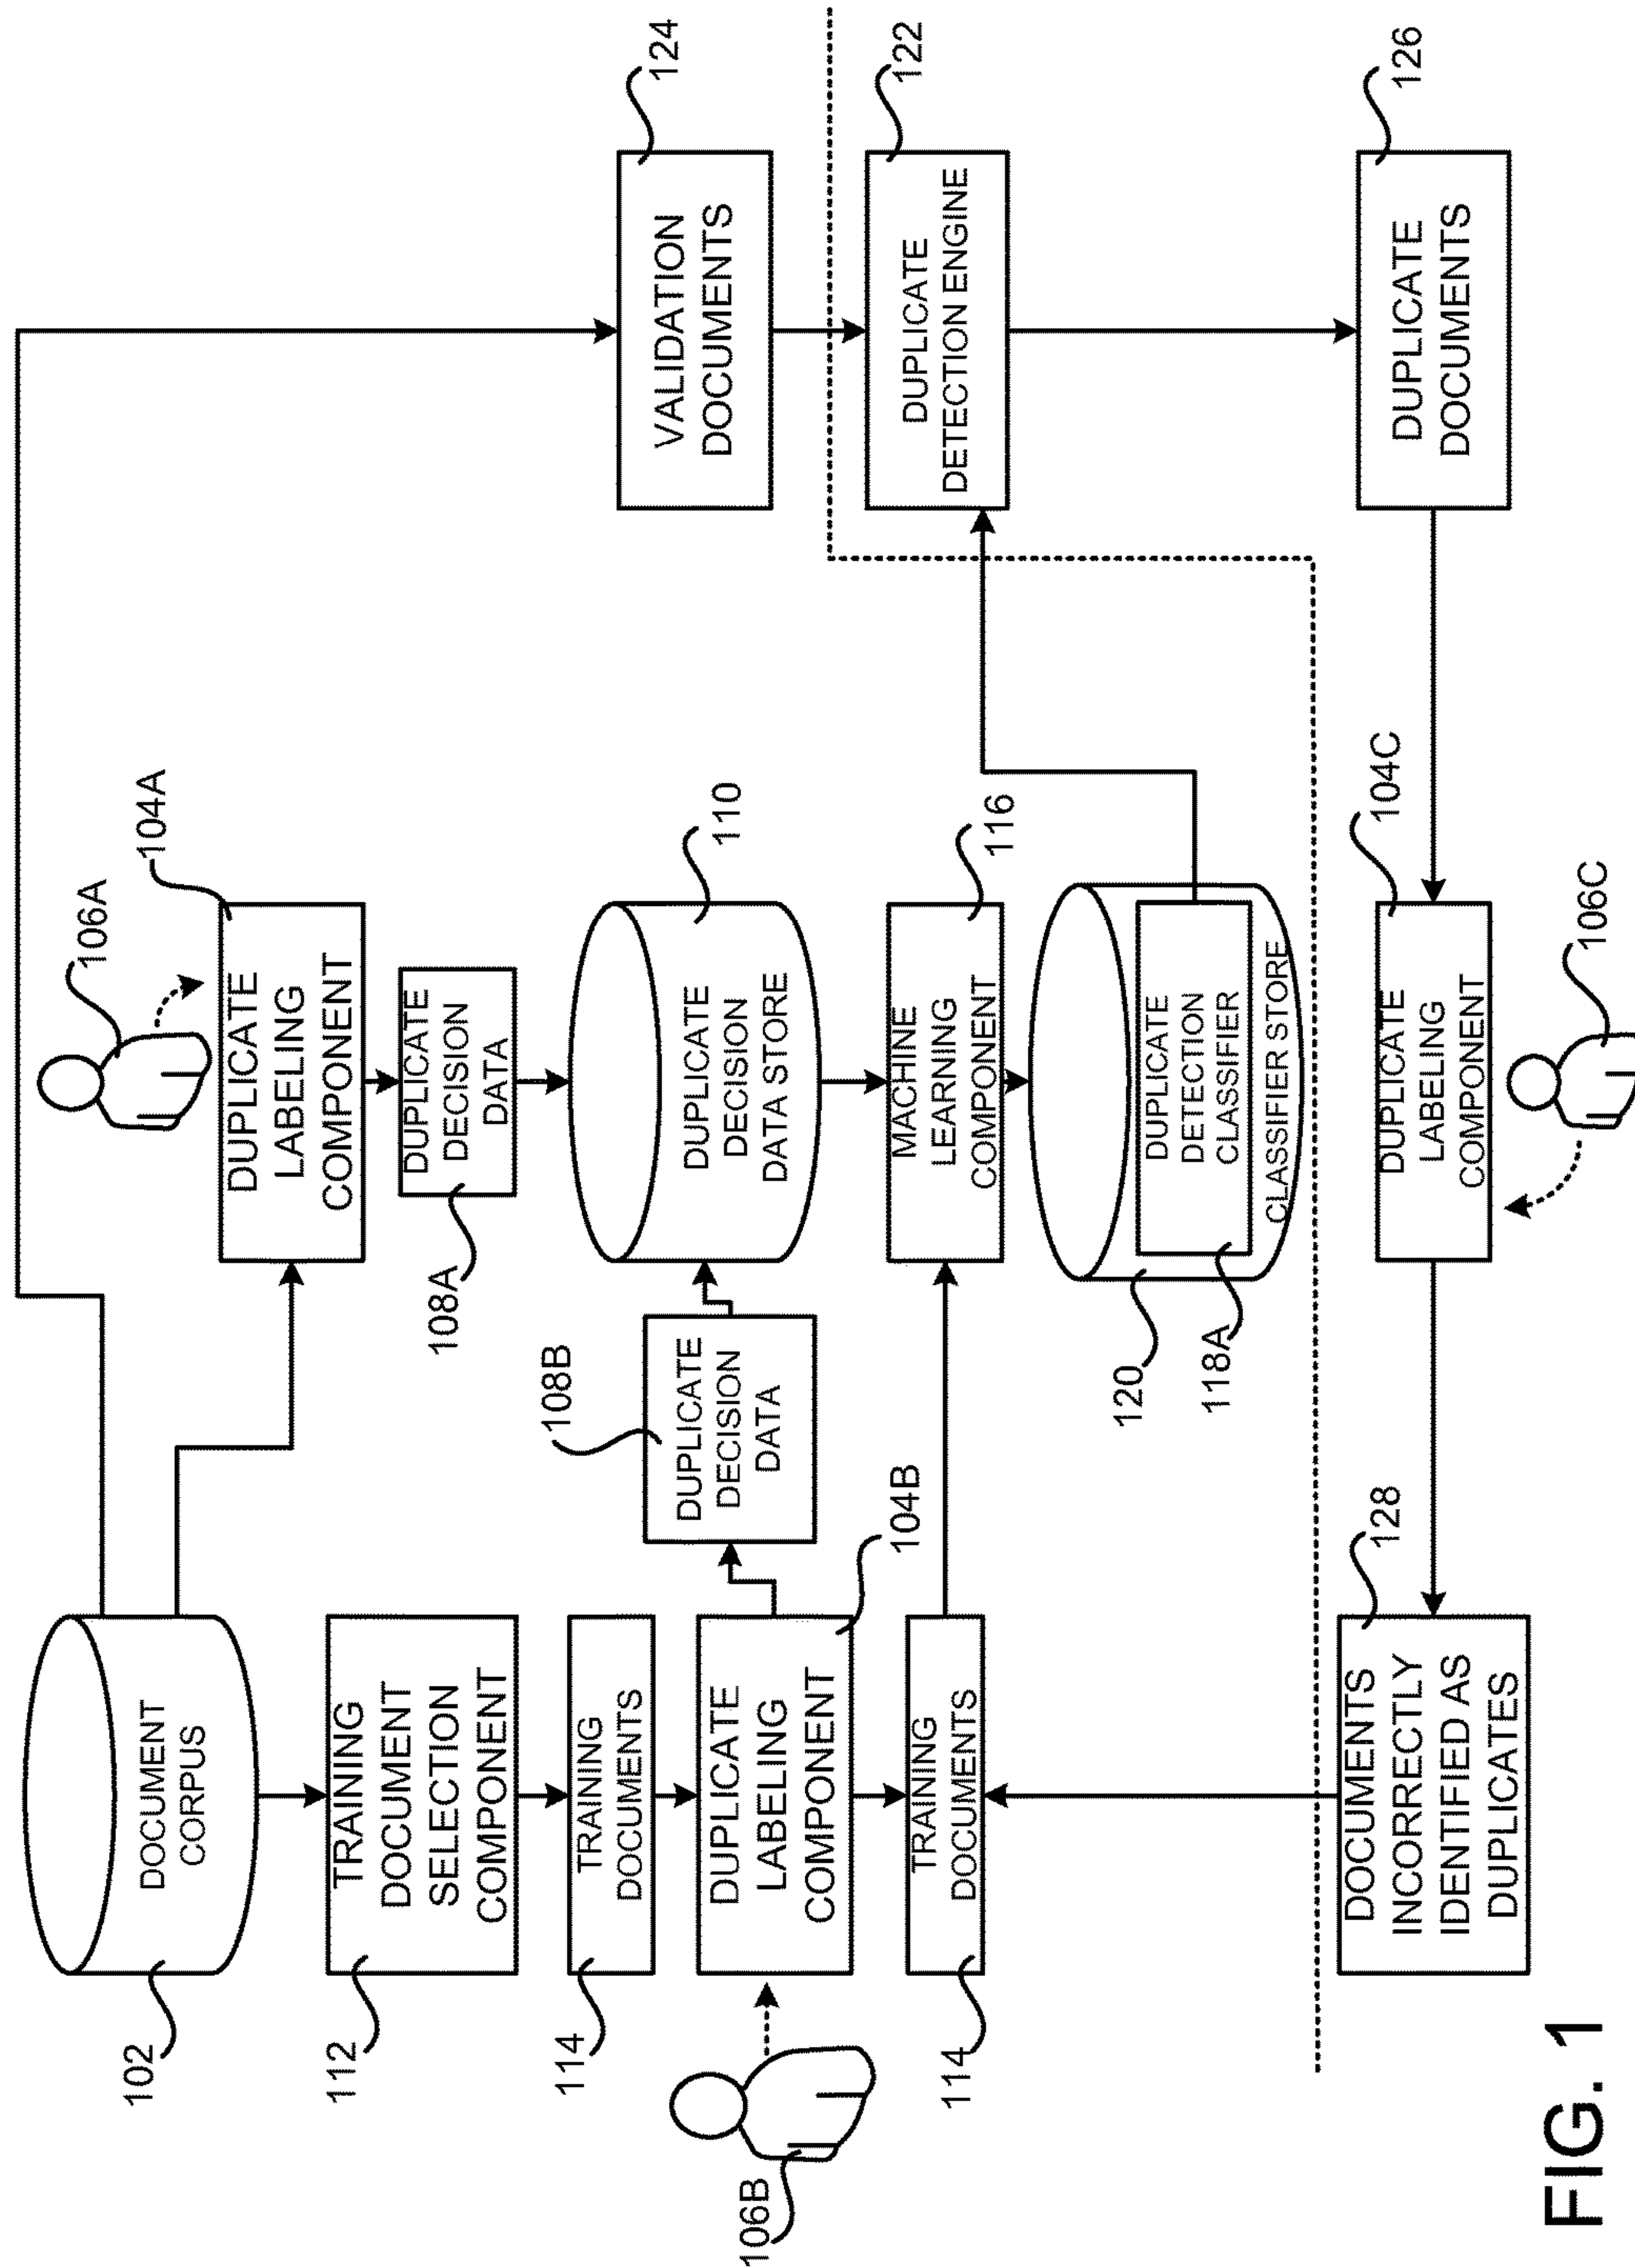 106A
104A
124
DOCUMENT
CORPUS
102
DUPLICATE
LABELING
COMPONENT
TRAINING
DOCUMENT
SELECTION
COMPONENT
112
DUPLICATE
DECISION
DATA
108A
108B
TRAINING
DOCUMENTS
114
DUPLICATE
DECISION
DATA
DUPLICATE
DECISION
DATA STORE
110
VALIDATION
DOCUMENTS
106B
DUPLICATE
LABELING
COMPONENT
104B
TRAINING
DOCUMENTS
114
MACHINE
LEARNING
COMPONENT
116
DUPLICATE
DETECTION ENGINE
122
120
118A
DUPLICATE
DETECTION
CLASSIFIER
CLASSIFIER STORE
128
DOCUMENTS
INCORRECTLY
IDENTIFIED AS
DUPLICATES
DUPLICATE
LABELING
COMPONENT
104C
106C
DUPLICATE
DOCUMENTS
126
FIG. 1